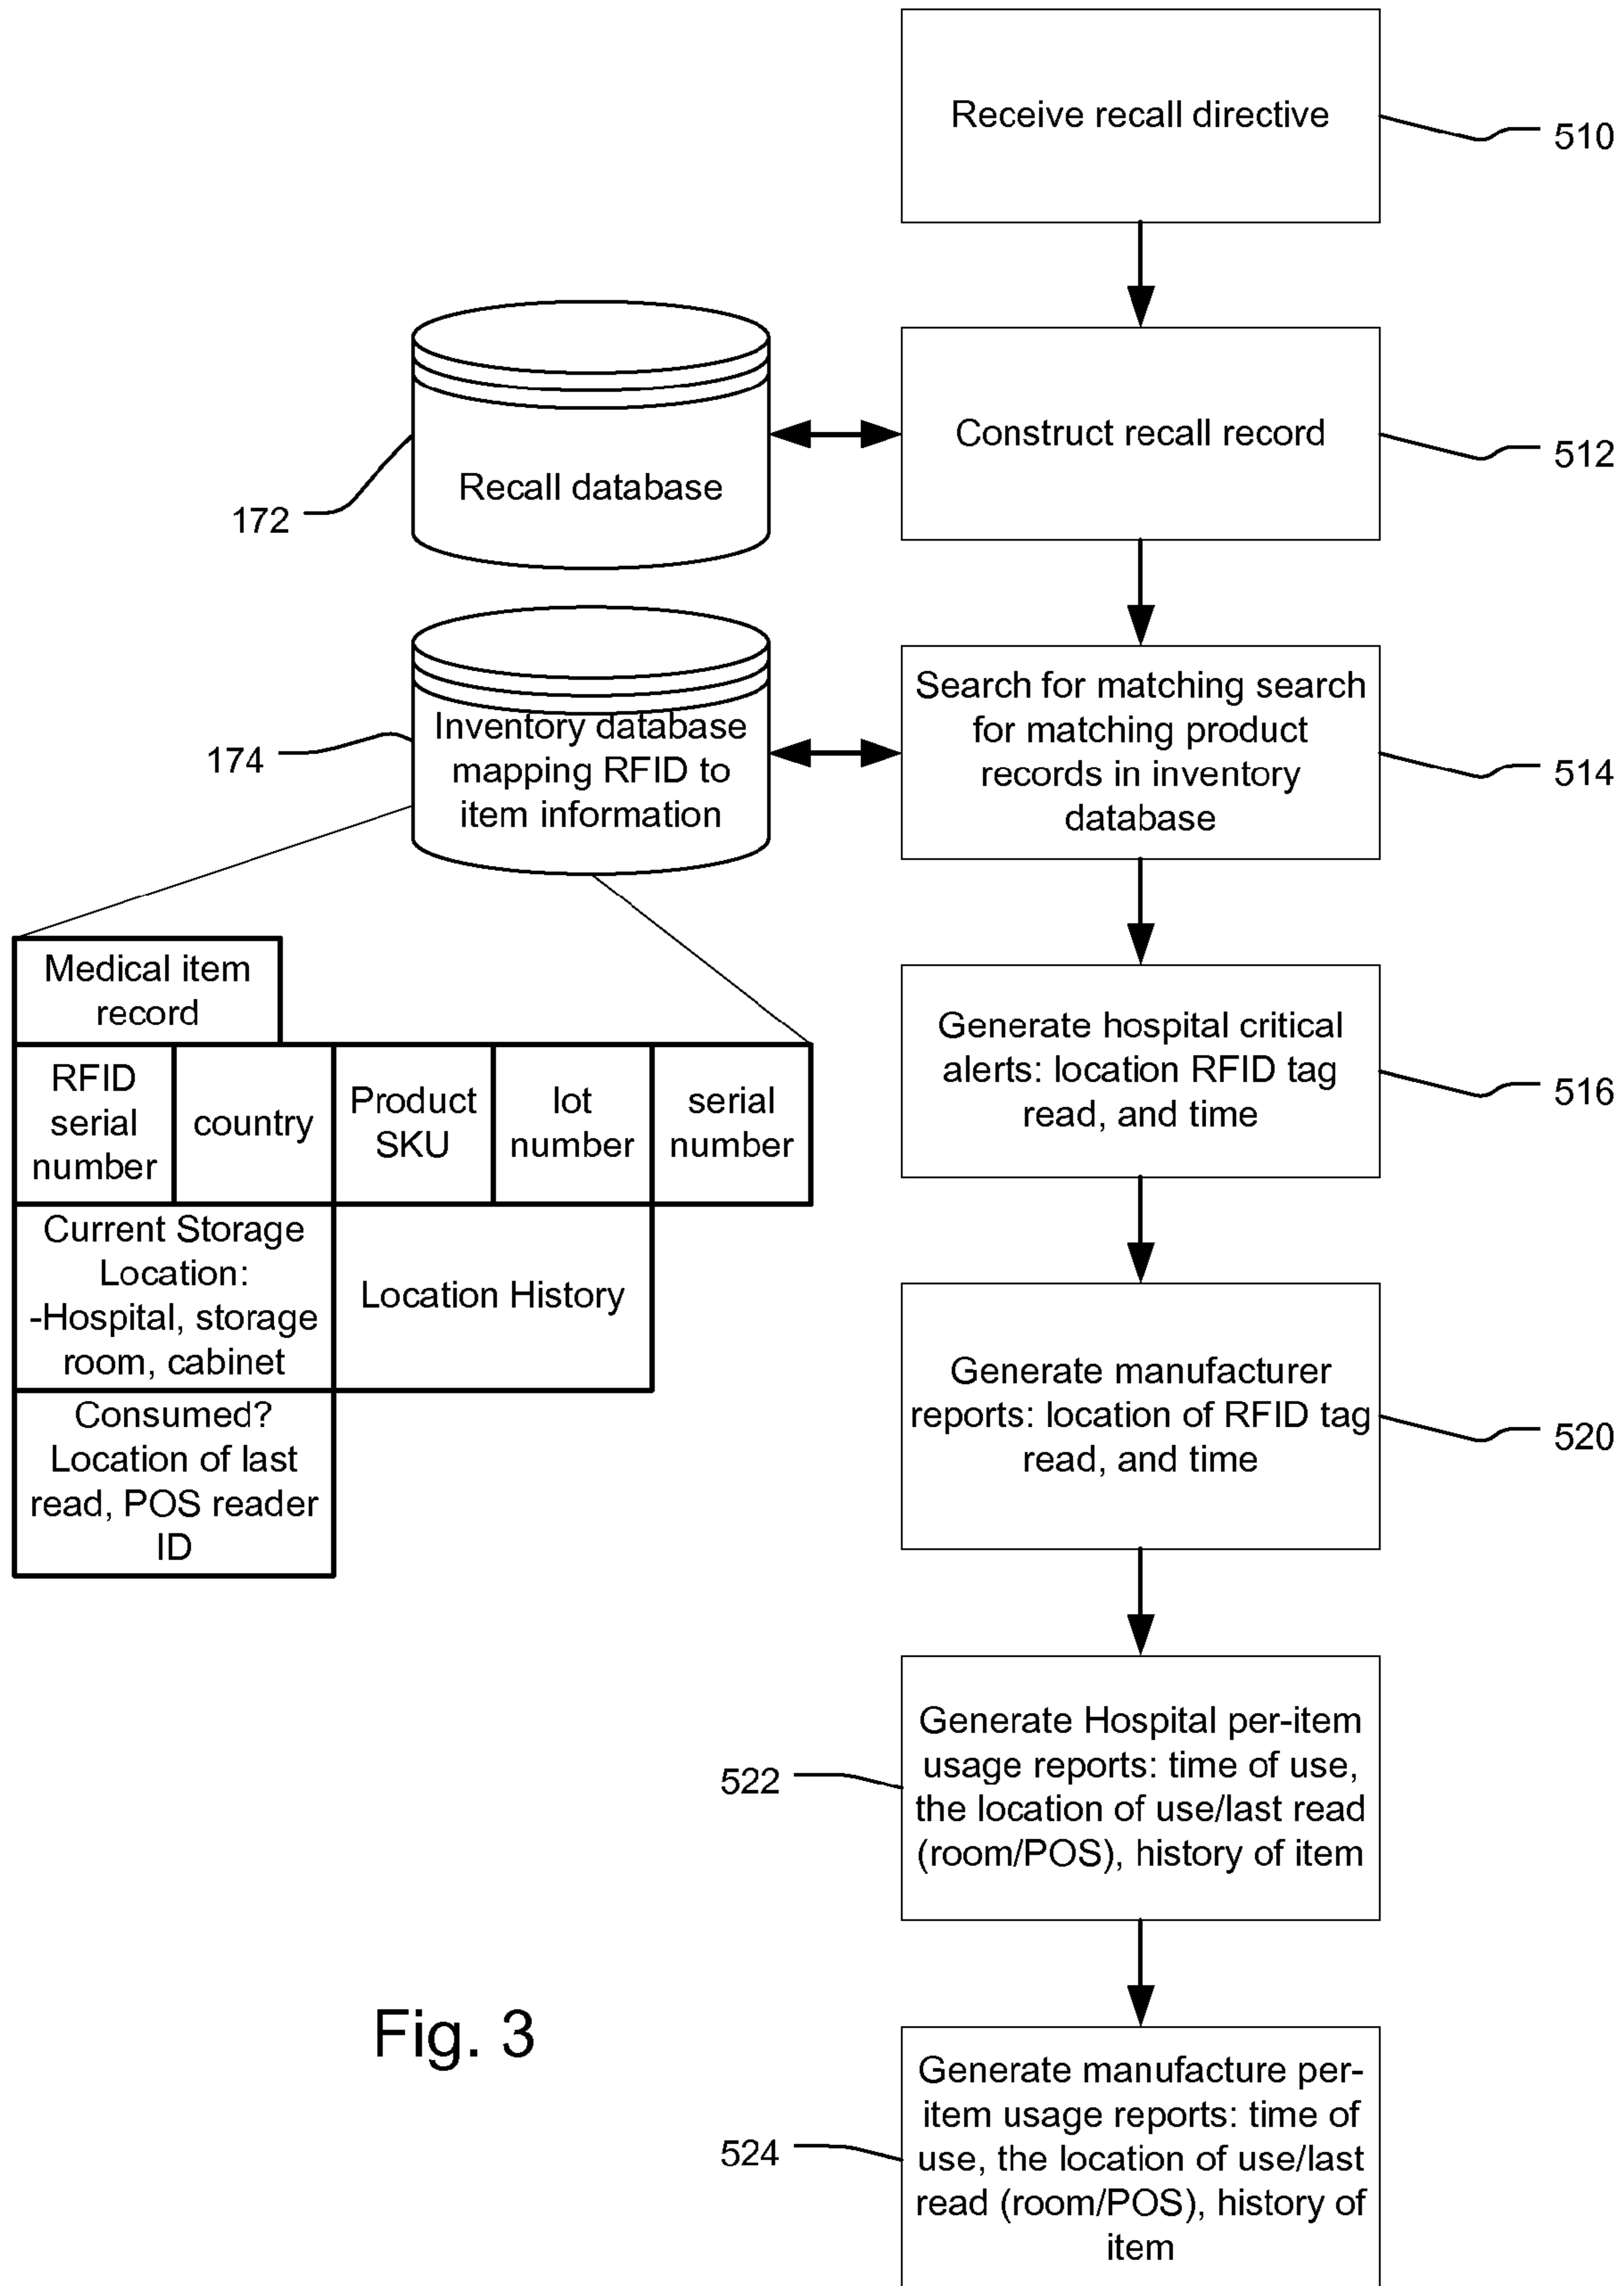 Receive recall directive
510
Construct recall record
512
Recall database
172
Search for matching search
for matching product
records in inventory
database
514
Inventory database
mapping RFID to
item information
174
Medical item
record
RFID
serial
number
country
Product
SKU
lot
number
serial
number
Current Storage
Location:
-Hospital, storage
room, cabinet
Location History
Consumed?
Location of last
read, POS reader
ID
Generate hospital critical
alerts: location RFID tag
read, and time
516
Generate manufacturer
reports: location of RFID tag
read, and time
520
Generate Hospital per-item
usage reports: time of use,
the location of use/last read
(room/POS), history of item
522
Generate manufacture per-
item usage reports: time of
use, the location of use/last
read (room/POS), history of
item
524
Fig. 3